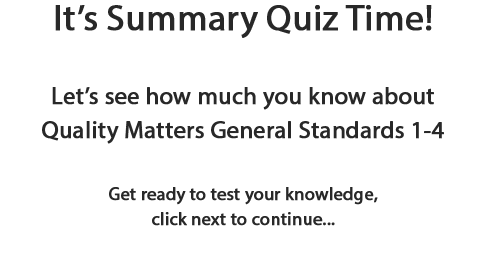 It’s Summary Quiz Time!
Let’s see how much you know about
Quality Matters General Standards 1-4
Get ready to test your knowledge,
click next to continue...